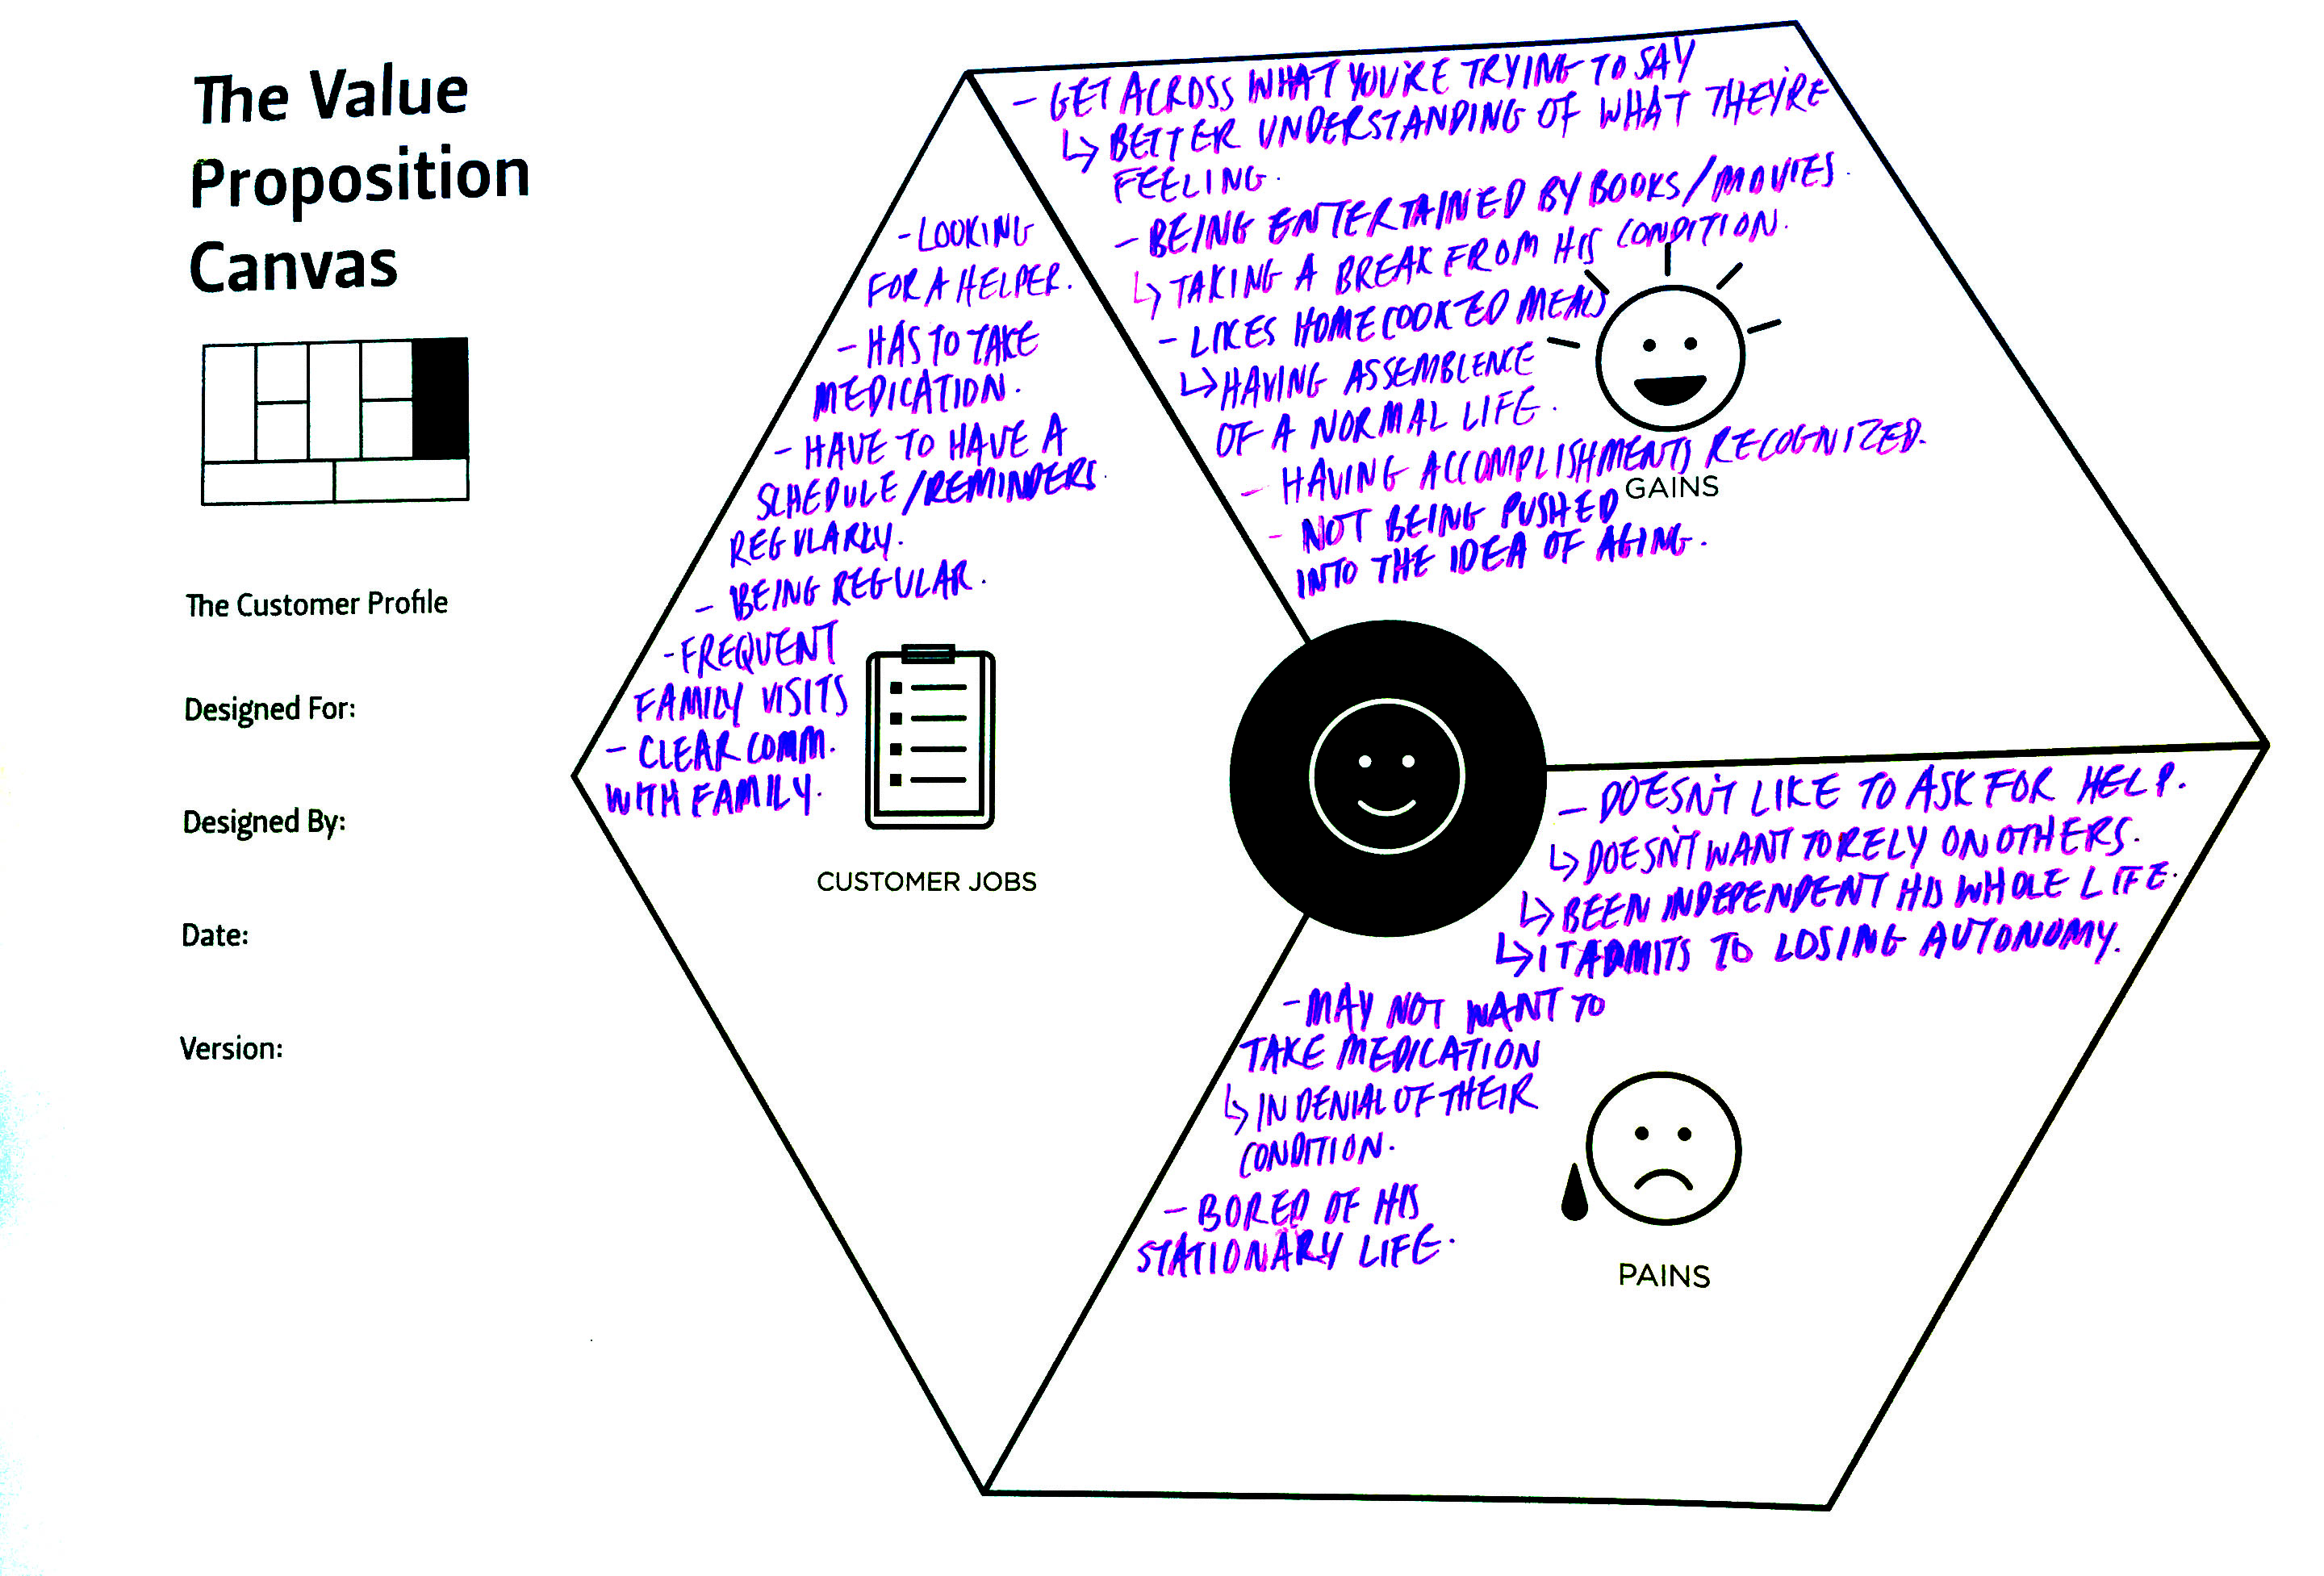 The Value
Proposition
Canvas
The Customer Profile
Designed For:
Designed By:
Date:
Version:
- LOOKING
FOR A HELPER.
- HAS TO TAKE
MEDICATION.
- HAVE TO HAVE A
SCHEDULE/REMINDERS
REGULARLY.
- BEING REGULAR.
- FREQUENT
FAMILY VISITS
- CLEAR COMM.
WITH FAMILY.
CUSTOMER JOBS
- GET ACROSS WHAT YOU'RE TRYING TO SAY
↳ BETTER UNDERSTANDING OF WHAT THEY'RE
FEELING.
- BEING ENTERTAINED BY BOOKS/MOVIES.
↳ TAKING A BREAK FROM HIS CONDITION.
- LIKES HOMECOOKED MEALS
↳ HAVING ASSEMBLENCE
OF A NORMAL LIFE.
- HAVING ACCOMPLISHMENTS RECOGNIZED.
- NOT BEING PUSHED
INTO THE IDEA OF AGING.
GAINS
- DOESN'T LIKE TO ASK FOR HELP.
↳ DOESN'T WANT TO RELY ON OTHERS.
↳ BEEN INDEPENDENT HIS WHOLE LIFE.
↳ IT ADMITS TO LOSING AUTONOMY.
- MAY NOT WANT TO
TAKE MEDICATION
↳ IN DENIAL OF THEIR
CONDITION.
- BORED OF HIS
STATIONARY LIFE.
PAINS